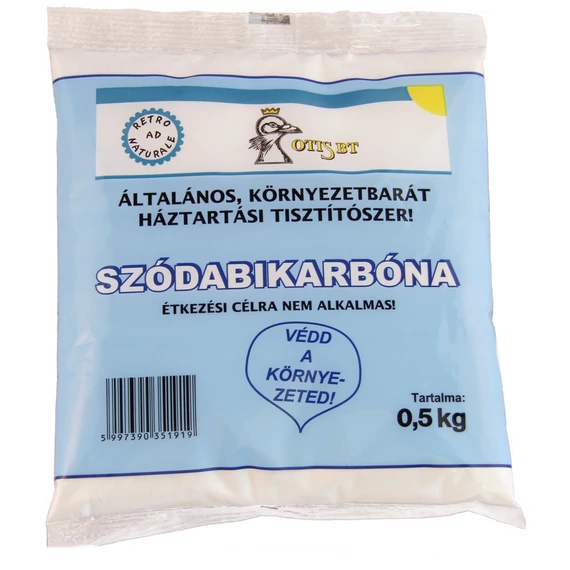 RETRO
AD
NATURALE
OTIS BT
ÁLTALÁNOS, KÖRNYEZETBARÁT
HÁZTARTÁSI TISZTÍTÓSZER!
SZÓDABIKARBÓNA
ÉTKEZÉSI CÉLRA NEM ALKALMAS!
VÉDD
A
KÖRNYE-
ZETED!
Tartalma:
0,5 kg
5 997390 351919